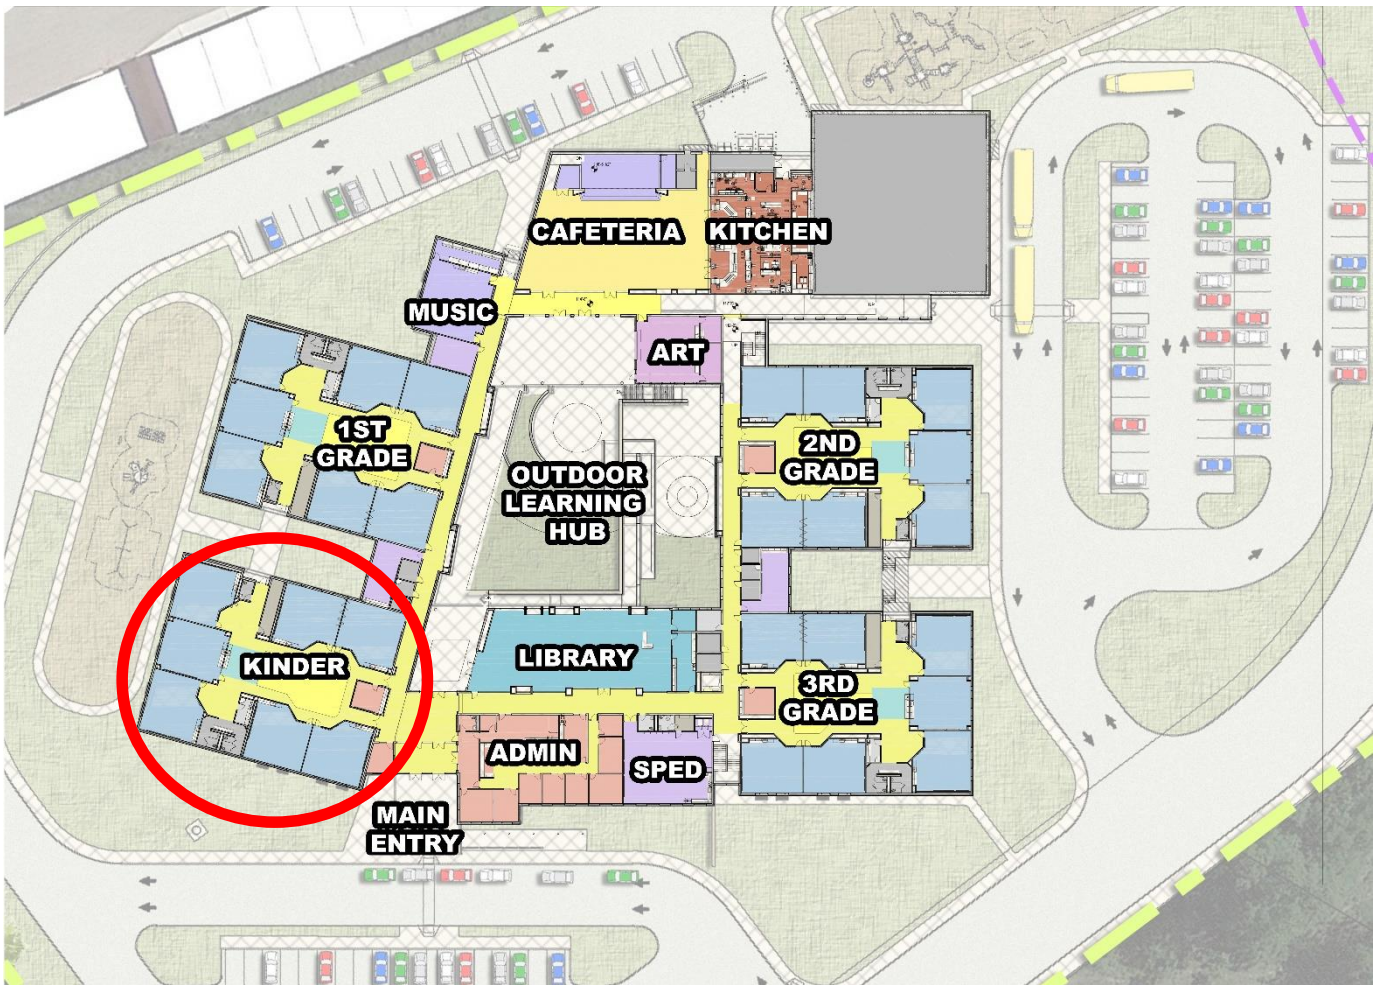 CAFETERIA
KITCHEN
MUSIC
ART
1ST
GRADE
2ND
GRADE
OUTDOOR
LEARNING
HUB
KINDER
LIBRARY
3RD
GRADE
ADMIN
SPED
MAIN
ENTRY